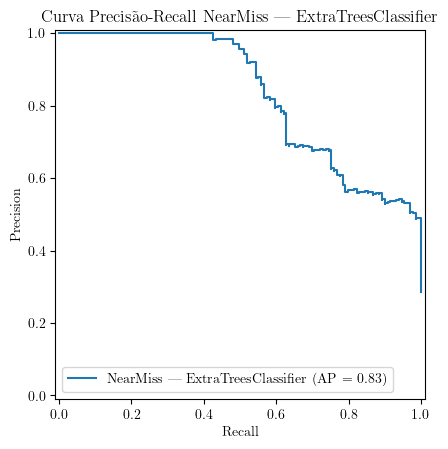 Curva Precisão-Recall NearMiss — ExtraTreesClassifier
1.0
0.8
0.6
0.4
0.2
0.0
Precision
NearMiss — ExtraTreesClassifier (AP = 0.83)
0.0 0.2 0.4 0.6 0.8 1.0
Recall